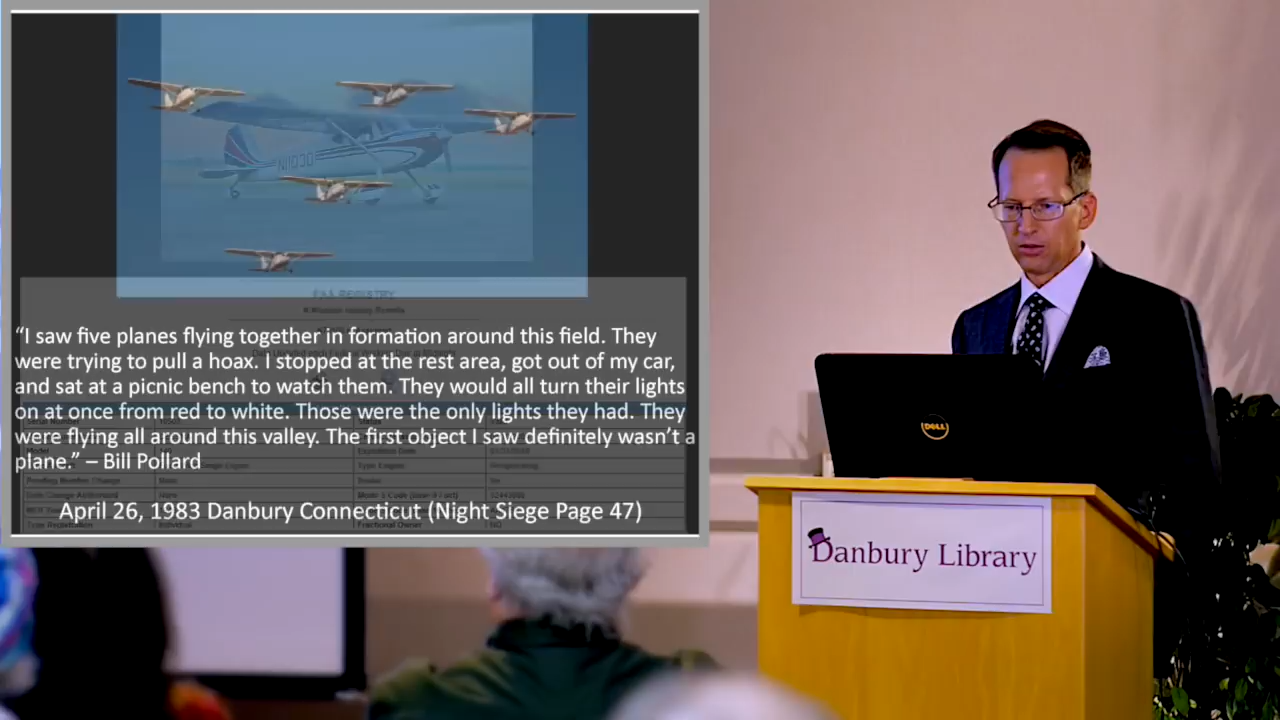 N11030
FAA REGISTRY
“I saw five planes flying together in formation around this field. They
were trying to pull a hoax. I stopped at the rest area, got out of my car,
and sat at a picnic bench to watch them. They would all turn their lights
on at once from red to white. Those were the only lights they had. They
were flying all around this valley. The first object I saw definitely wasn’t a
plane.” – Bill Pollard
April 26, 1983 Danbury Connecticut (Night Siege Page 47)
DELL
Danbury Library